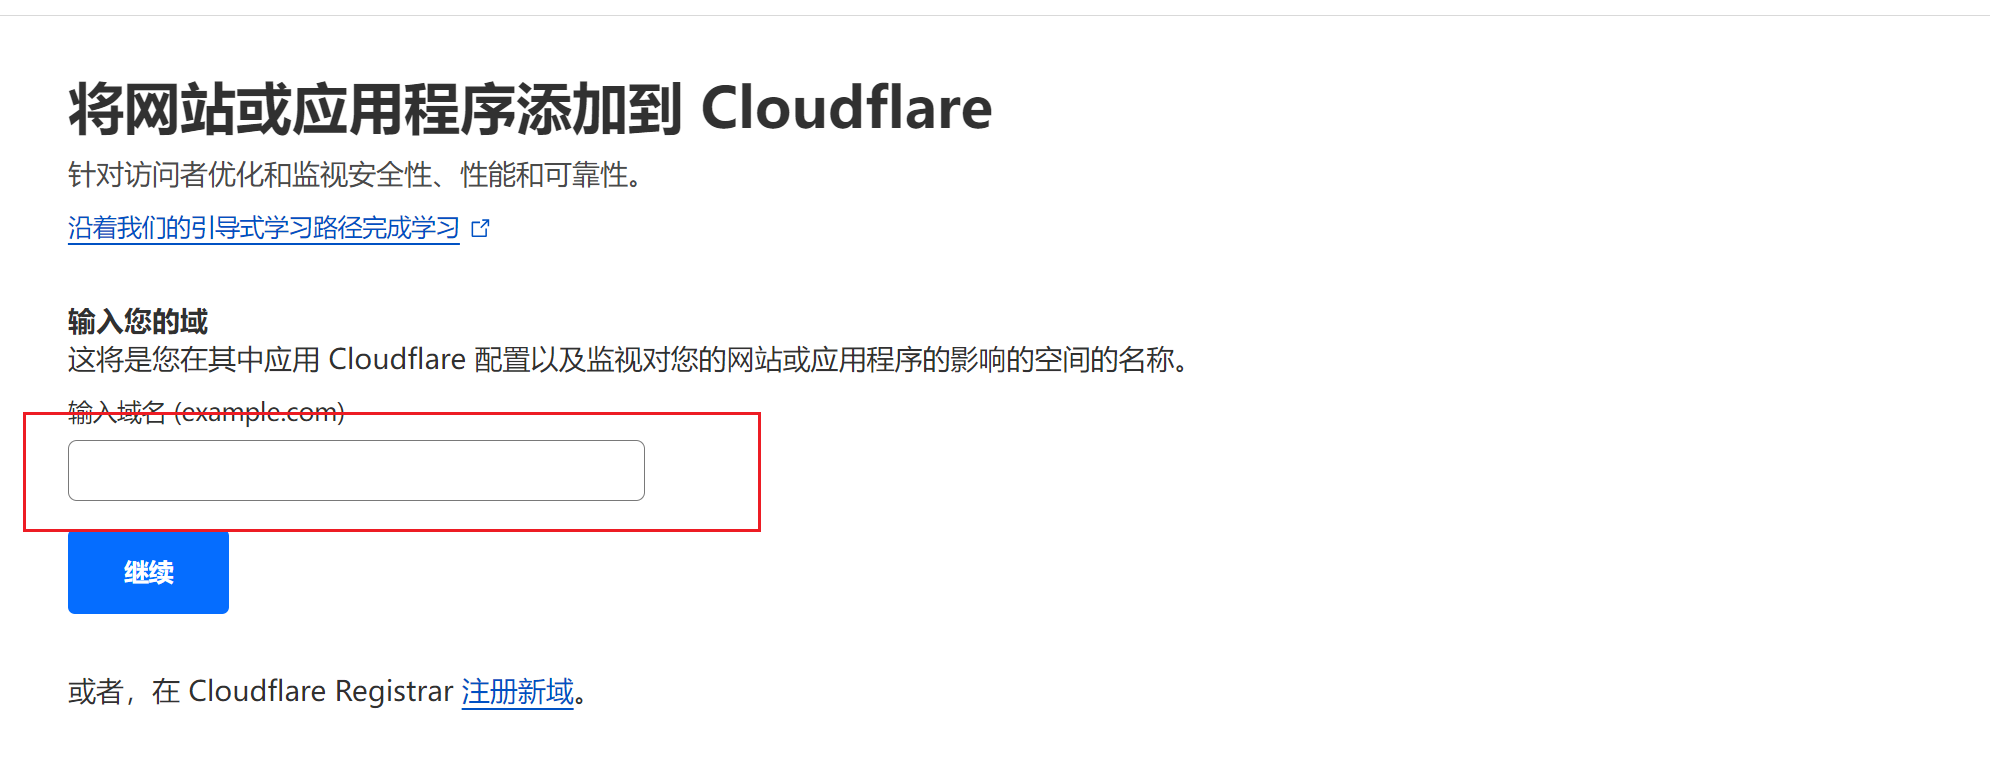 将网站或应用程序添加到 Cloudflare
针对访问者优化和监视安全性、性能和可靠性。
沿着我们的引导式学习路径完成学习
输入您的域
这将是您在其中应用 Cloudflare 配置以及监视对您的网站或应用程序的影响的空间的名称。
输入域名 (example.com)
继续
或者，在 Cloudflare Registrar 注册新域。